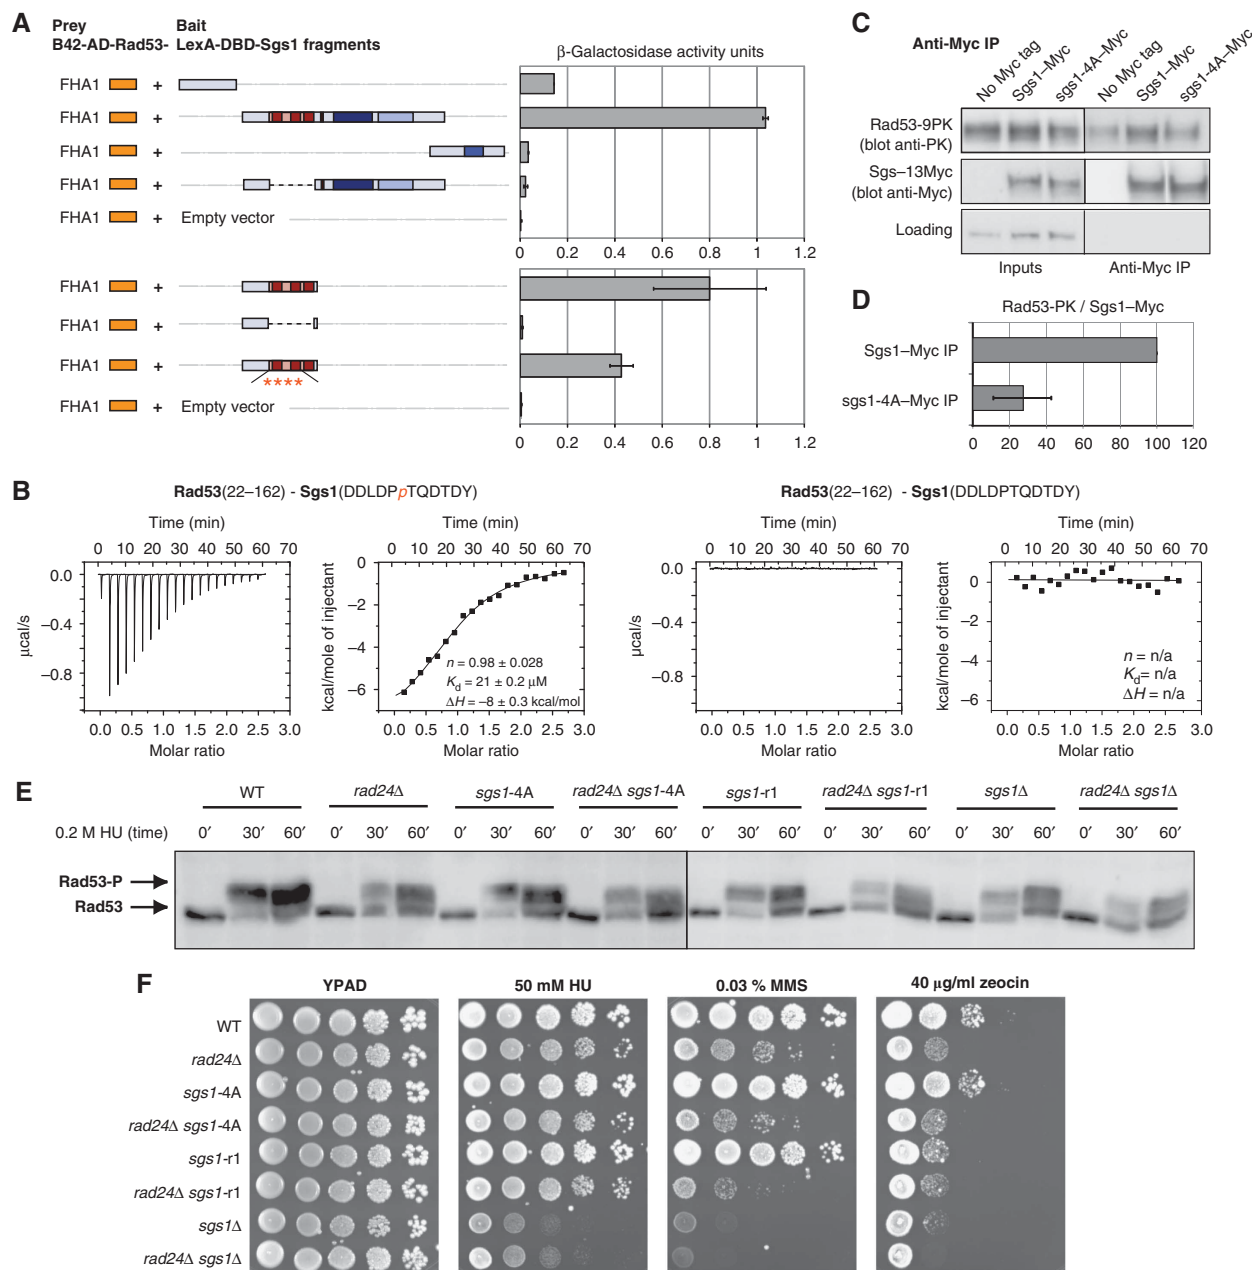 A
Prey
B42-AD-Rad53-
Bait
LexA-DBD-Sgs1 fragments
β-Galactosidase activity units
FHA1 +
FHA1 +
FHA1 +
FHA1 +
FHA1 + Empty vector
0 0.2 0.4 0.6 0.8 1 1.2
FHA1 +
FHA1 +
FHA1 +
****
FHA1 + Empty vector
0 0.2 0.4 0.6 0.8 1 1.2
C
Anti-Myc IP
No Myc tag Sgs1–Myc sgs1-4A–Myc No Myc tag Sgs1–Myc sgs1-4A–Myc
Rad53-9PK
(blot anti-PK)
Sgs–13Myc
(blot anti-Myc)
Loading
Inputs Anti-Myc IP
D
Rad53-PK / Sgs1–Myc
Sgs1–Myc IP
sgs1-4A–Myc IP
0 20 40 60 80 100 120
B
Rad53(22–162) - Sgs1(DDLDPpTQDTDY)
Time (min)
0 10 20 30 40 50 60 70
0.0
–0.4
–0.8
µcal/s
0.0 0.5 1.0 1.5 2.0 2.5 3.0
Molar ratio
Time (min)
0 10 20 30 40 50 60 70
0
–2
–4
–6
kcal/mole of injectant
n = 0.98 ± 0.028
Kd = 21 ± 0.2 µM
ΔH = –8 ± 0.3 kcal/mol
0.0 0.5 1.0 1.5 2.0 2.5 3.0
Molar ratio
Rad53(22–162) - Sgs1(DDLDPTQDTDY)
Time (min)
0 10 20 30 40 50 60 70
0.0
–0.4
–0.8
µcal/s
0.0 0.5 1.0 1.5 2.0 2.5 3.0
Molar ratio
Time (min)
0 10 20 30 40 50 60 70
0
–2
–4
–6
kcal/mole of injectant
n = n/a
Kd= n/a
ΔH = n/a
0.0 0.5 1.0 1.5 2.0 2.5 3.0
Molar ratio
E
WT rad24Δ sgs1-4A rad24Δ sgs1-4A sgs1-r1 rad24Δ sgs1-r1 sgs1Δ rad24Δ sgs1Δ
0.2 M HU (time) 0′ 30′ 60′ 0′ 30′ 60′ 0′ 30′ 60′ 0′ 30′ 60′ 0′ 30′ 60′ 0′ 30′ 60′ 0′ 30′ 60′ 0′ 30′ 60′
Rad53-P
Rad53
F
YPAD 50 mM HU 0.03 % MMS 40 µg/ml zeocin
WT
rad24Δ
sgs1-4A
rad24Δ sgs1-4A
sgs1-r1
rad24Δ sgs1-r1
sgs1Δ
rad24Δ sgs1Δ